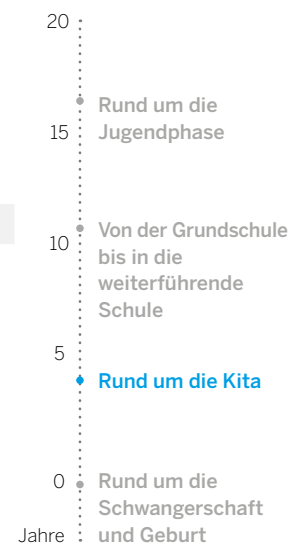 20
Rund um die
15 Jugendphase
Von der Grundschule
10 bis in die
weiterführende
Schule
5
Rund um die Kita
0 Rund um die
Schwangerschaft
Jahre und Geburt